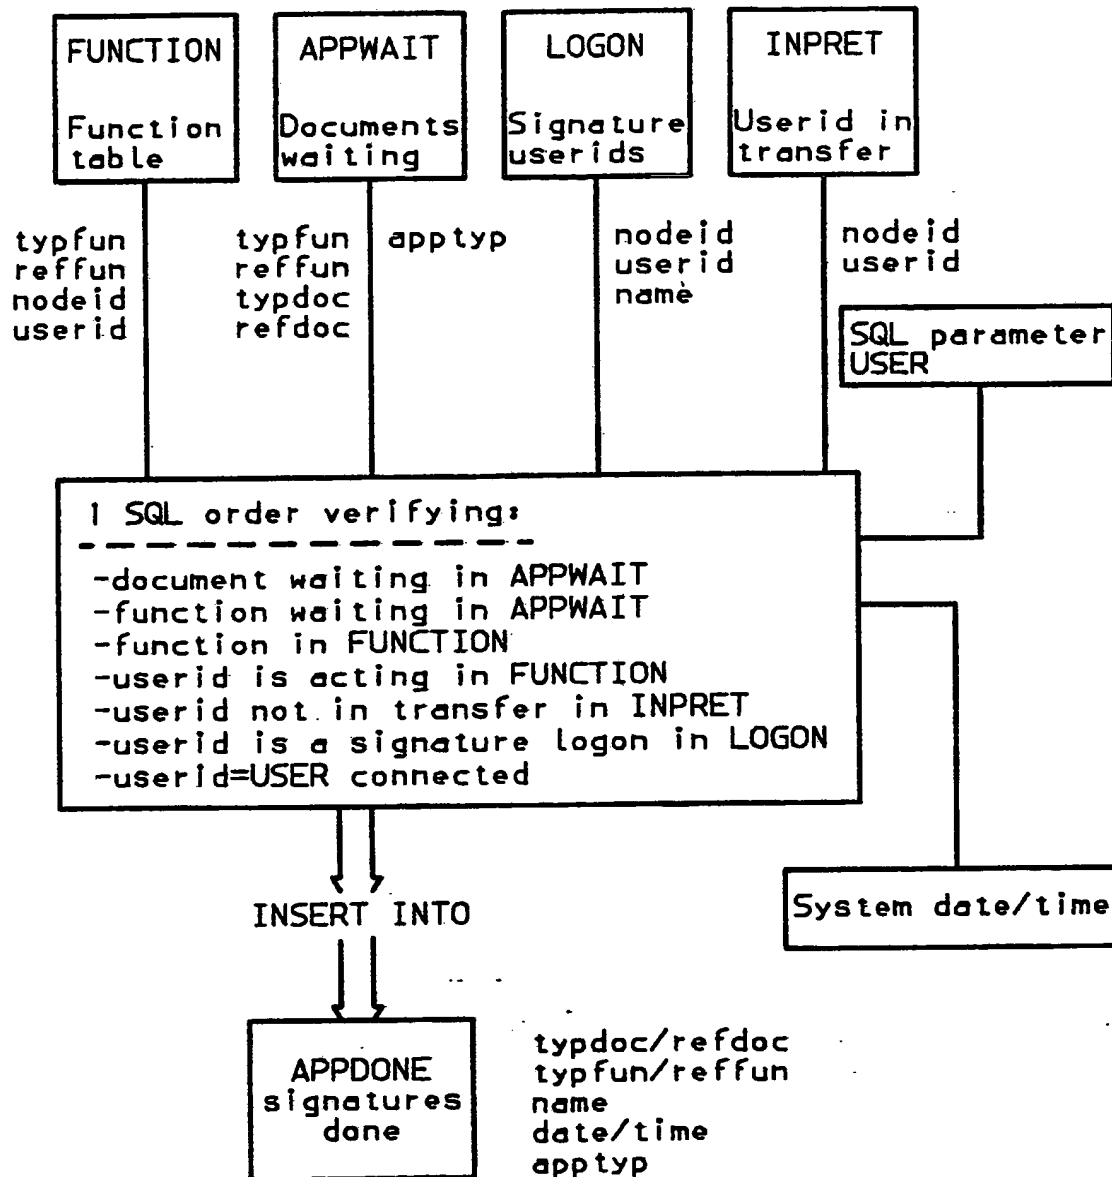 FUNCTION
Function
table
APPWAIT
Documents
waiting
LOGON
Signature
userids
INPRET
Userid in
transfer
typfun
reffun
nodeid
userid
typfun
reffun
typdoc
refdoc
apptyp
nodeid
userid
name
nodeid
userid
SQL parameter
USER
1 SQL order verifying:
-document waiting in APPWAIT
-function waiting in APPWAIT
-function in FUNCTION
-userid is acting in FUNCTION
-userid not in transfer in INPRET
-userid is a signature logon in LOGON
-userid=USER connected
System date/time
INSERT INTO
APPDONE
signatures
done
typdoc/refdoc
typfun/reffun
name
date/time
apptyp